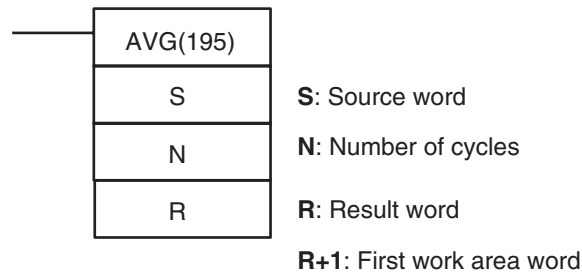 AVG(195)
S
S: Source word
N
N: Number of cycles
R
R: Result word
R+1: First work area word